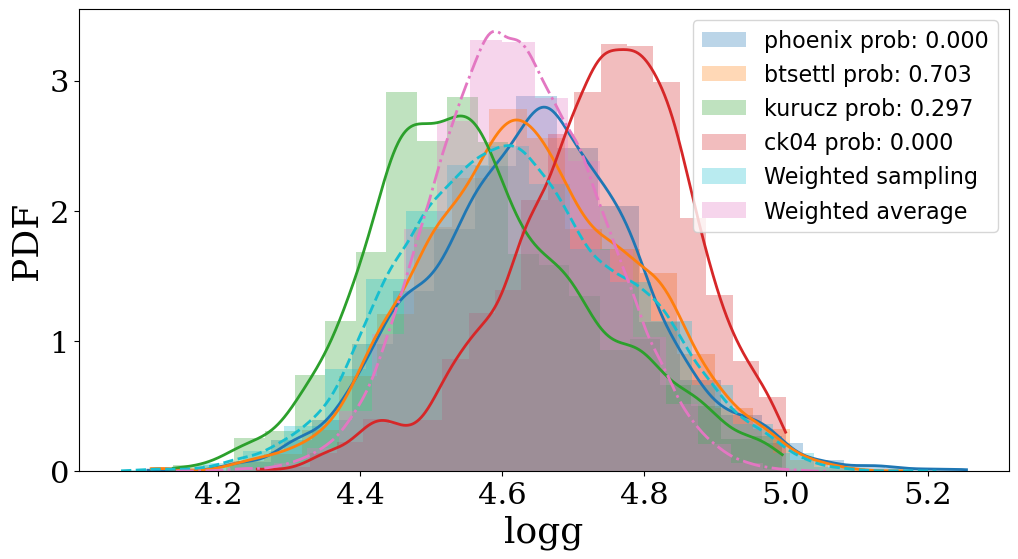 phoenix prob: 0.000
btsettl prob: 0.703
kurucz prob: 0.297
ck04 prob: 0.000
Weighted sampling
Weighted average
PDF
3
2
1
0
4.2 4.4 4.6 4.8 5.0 5.2
logg